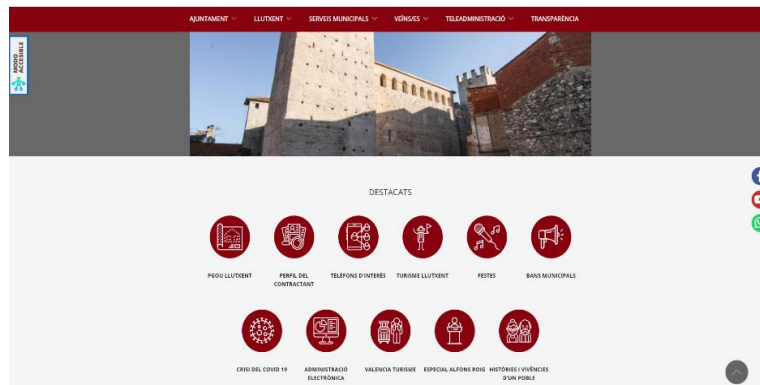 AJUNTAMENT LLUTXENT SERVEIS MUNICIPALS VEÏNS/ES TELEADMINISTRACIÓ TRANSPARÈNCIA
MODO
ACCESIBLE
DESTACATS
PGOU LLUTXENT
PERFIL DEL
CONTRACTANT
TELÈFONS D'INTERÉS
TURISME LLUTXENT
FESTES
BANS MUNICIPALS
CRISI DEL COVID 19
ADMINISTRACIÓ
ELECTRÒNICA
VALENCIA TURISME
ESPECIAL ALFONS ROIG
HISTÒRIES I VIVÈNCIES
D'UN POBLE